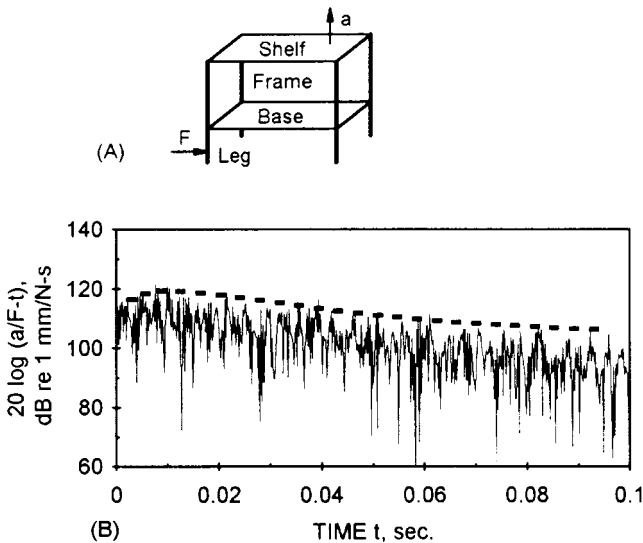 a
Shelf
Frame
Base
F
Leg
(A)
20 log (a/F-t),
dB re 1 mm/N-s
140
120
100
80
60
0
0.02
0.04
0.06
0.08
0.1
(B)
TIME t, sec.